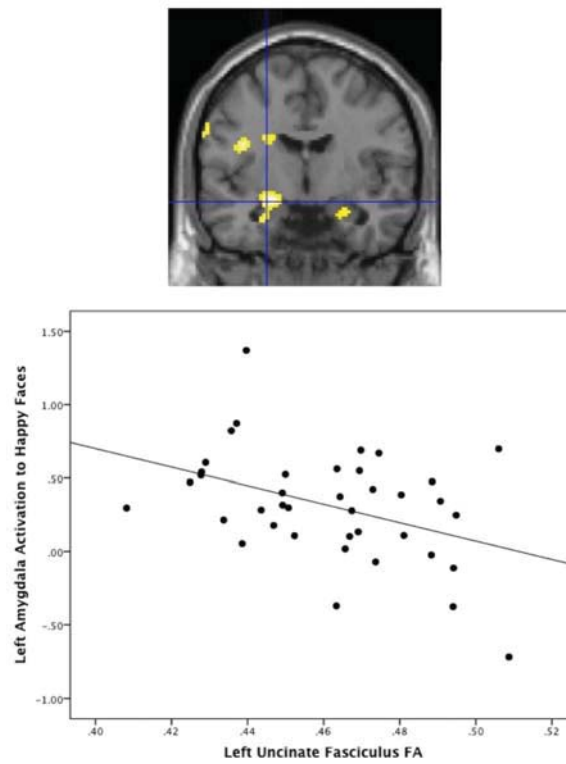 1.50
1.00
.50
.00
-.50
-1.00
Left Amygdala Activation to Happy Faces
.40 .42 .44 .46 .48 .50 .52
Left Uncinate Fasciculus FA